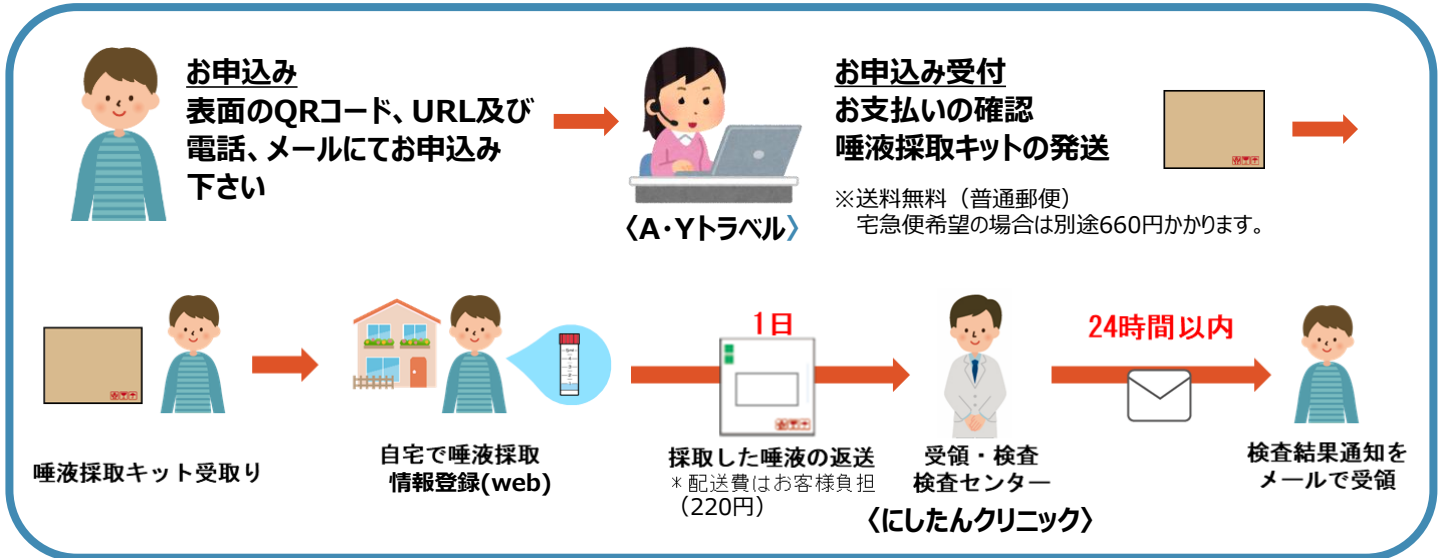 お申込み
表面のQRコード、URL及び
電話、メールにてお申込み
下さい
〈A・Yトラベル〉
お申込み受付
お支払いの確認
唾液採取キットの発送
※送料無料（普通郵便）
宅急便希望の場合は別途660円かかります。
唾液採取キット受取り
自宅で唾液採取
情報登録(web)
1日
採取した唾液の返送
＊配送費はお客様負担
（220円）
受領・検査
検査センター
〈にしたんクリニック〉
24時間以内
検査結果通知を
メールで受領